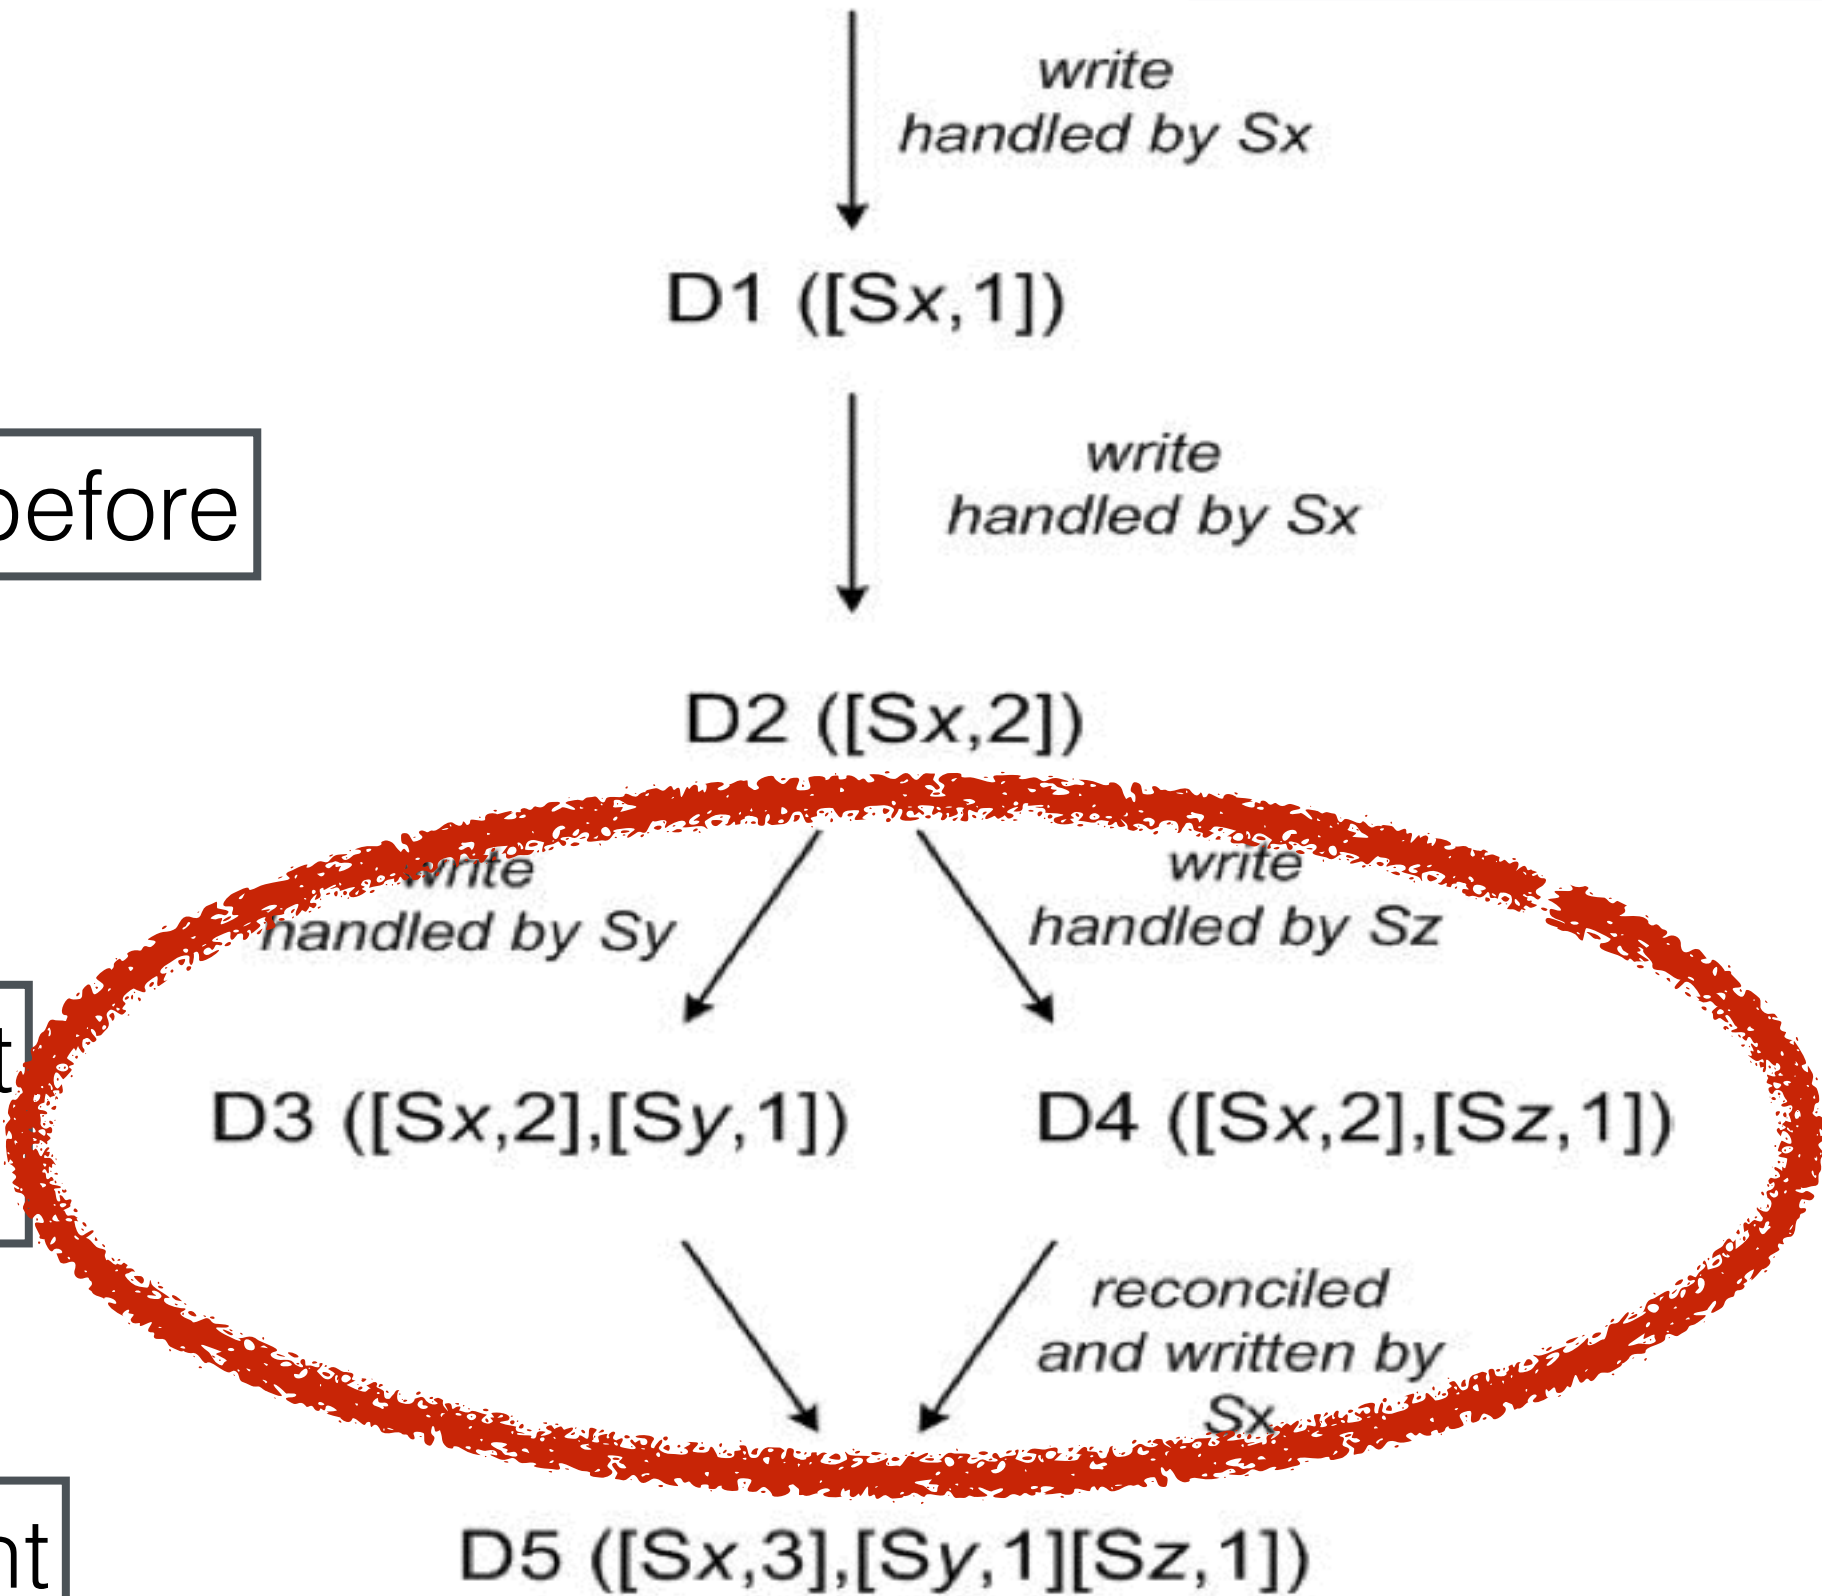 write
handled by Sx
D1 ([Sx,1])
before
write
handled by Sx
D2 ([Sx,2])
write
handled by Sy
write
handled by Sz
t
D3 ([Sx,2],[Sy,1])
D4 ([Sx,2],[Sz,1])
reconciled
and written by
Sx
nt
D5 ([Sx,3],[Sy,1][Sz,1])